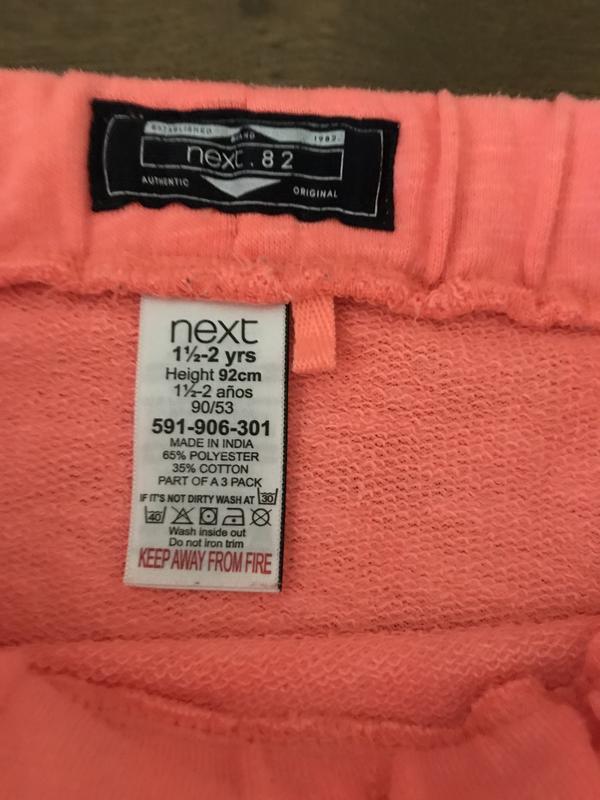 ESTABLISHED BRAND 1982
next.82
AUTHENTIC ORIGINAL
next
1½-2 yrs
Height 92cm
1½-2 años
90/53
591-906-301
MADE IN INDIA
65% POLYESTER
35% COTTON
PART OF A 3 PACK
IF IT'S NOT DIRTY WASH AT 30
40
Wash inside out
Do not iron trim
KEEP AWAY FROM FIRE